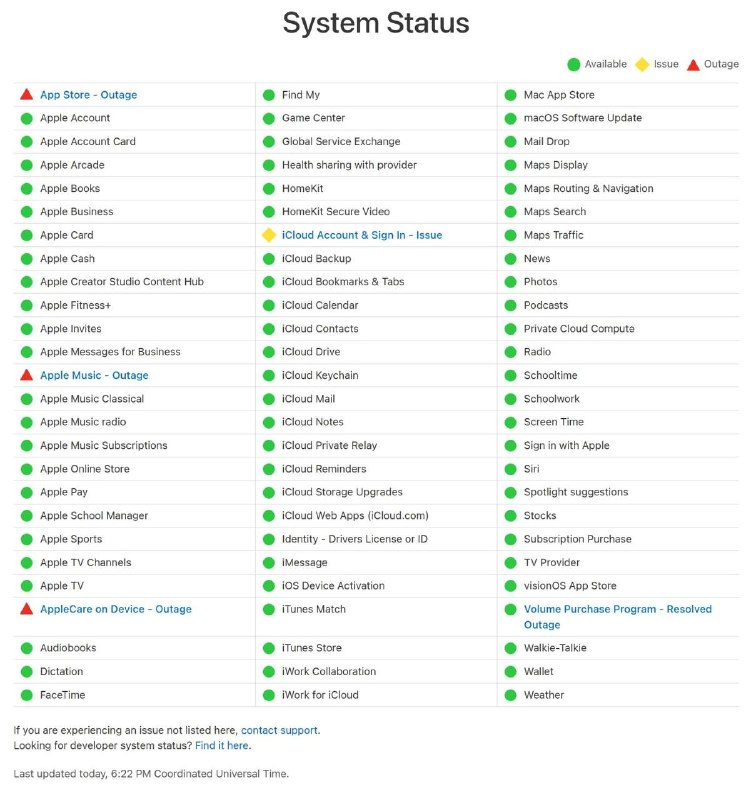 System Status
Available Issue Outage
App Store - Outage
Apple Account
Apple Account Card
Apple Arcade
Apple Books
Apple Business
Apple Card
Apple Cash
Apple Creator Studio Content Hub
Apple Fitness+
Apple Invites
Apple Messages for Business
Apple Music - Outage
Apple Music Classical
Apple Music radio
Apple Music Subscriptions
Apple Online Store
Apple Pay
Apple School Manager
Apple Sports
Apple TV Channels
Apple TV
AppleCare on Device - Outage
Audiobooks
Dictation
FaceTime
Find My
Game Center
Global Service Exchange
Health sharing with provider
HomeKit
HomeKit Secure Video
iCloud Account & Sign In - Issue
iCloud Backup
iCloud Bookmarks & Tabs
iCloud Calendar
iCloud Contacts
iCloud Drive
iCloud Keychain
iCloud Mail
iCloud Notes
iCloud Private Relay
iCloud Reminders
iCloud Storage Upgrades
iCloud Web Apps (iCloud.com)
Identity - Drivers License or ID
iMessage
iOS Device Activation
iTunes Match
iTunes Store
iWork Collaboration
iWork for iCloud
Mac App Store
macOS Software Update
Mail Drop
Maps Display
Maps Routing & Navigation
Maps Search
Maps Traffic
News
Photos
Podcasts
Private Cloud Compute
Radio
Schooltime
Schoolwork
Screen Time
Sign in with Apple
Siri
Spotlight suggestions
Stocks
Subscription Purchase
TV Provider
visionOS App Store
Volume Purchase Program - Resolved
Outage
Walkie-Talkie
Wallet
Weather
If you are experiencing an issue not listed here, contact support.
Looking for developer system status? Find it here.
Last updated today, 6:22 PM Coordinated Universal Time.